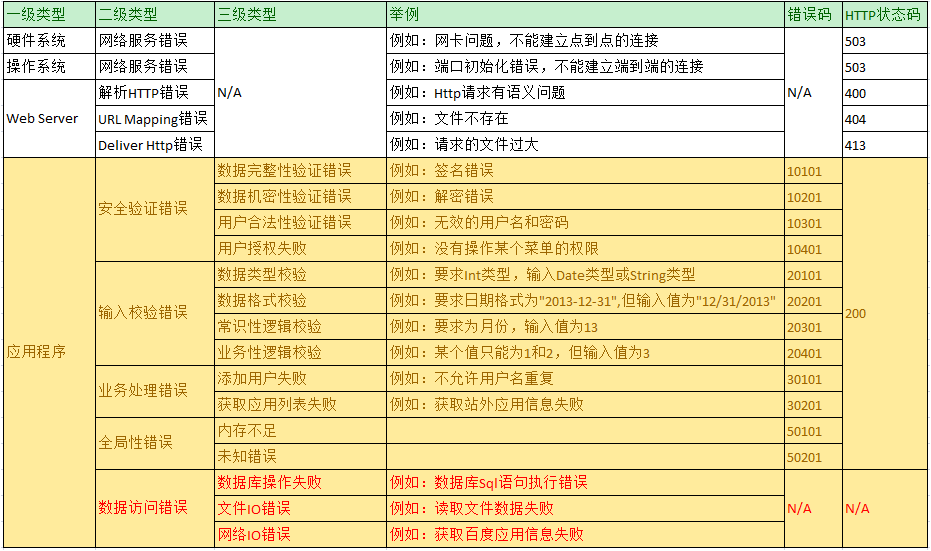 一级类型 二级类型 三级类型 举例 错误码 HTTP状态码
硬件系统 网络服务错误 N/A 例如：网卡问题，不能建立点到点的连接 N/A 503
操作系统 网络服务错误 例如：端口初始化错误，不能建立端到端的连接 503
Web Server 解析HTTP错误 例如：Http请求有语义问题 400
URL Mapping错误 例如：文件不存在 404
Deliver Http错误 例如：请求的文件过大 413
应用程序 安全验证错误 数据完整性验证错误 例如：签名错误 10101 200
数据机密性验证错误 例如：解密错误 10201
用户合法性验证错误 例如：无效的用户名和密码 10301
用户授权失败 例如：没有操作某个菜单的权限 10401
输入校验错误 数据类型校验 例如：要求Int类型，输入Date类型或String类型 20101
数据格式校验 例如：要求日期格式为"2013-12-31",但输入值为"12/31/2013" 20201
常识性逻辑校验 例如：要求为月份，输入值为13 20301
业务性逻辑校验 例如：某个值只能为1和2，但输入值为3 20401
业务处理错误 添加用户失败 例如：不允许用户名重复 30101
获取应用列表失败 例如：获取站外应用信息失败 30201
全局性错误 内存不足 50101
未知错误 50201
数据访问错误 数据库操作失败 例如：数据库Sql语句执行错误 N/A N/A
文件IO错误 例如：读取文件数据失败
网络IO错误 例如：获取百度应用信息失败